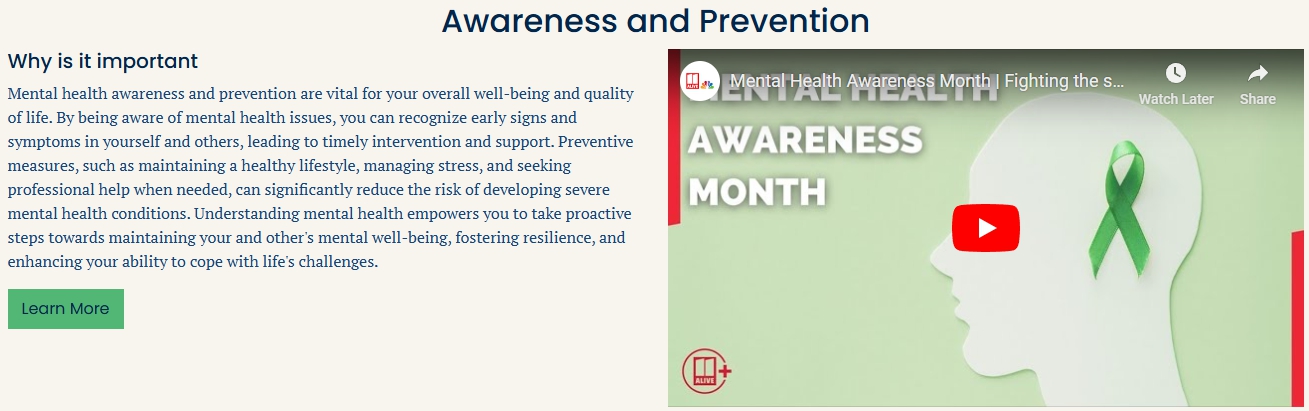 Awareness and Prevention
Why is it important
Mental health awareness and prevention are vital for your overall well-being and quality
of life. By being aware of mental health issues, you can recognize early signs and
symptoms in yourself and others, leading to timely intervention and support. Preventive
measures, such as maintaining a healthy lifestyle, managing stress, and seeking
professional help when needed, can significantly reduce the risk of developing severe
mental health conditions. Understanding mental health empowers you to take proactive
steps towards maintaining your and other's mental well-being, fostering resilience, and
enhancing your ability to cope with life's challenges.
Learn More
ALIVE
Mental Health Awareness Month | Fighting the s...
Watch Later
Share
MENTAL HEALTH
AWARENESS
MONTH
11
ALIVE
+